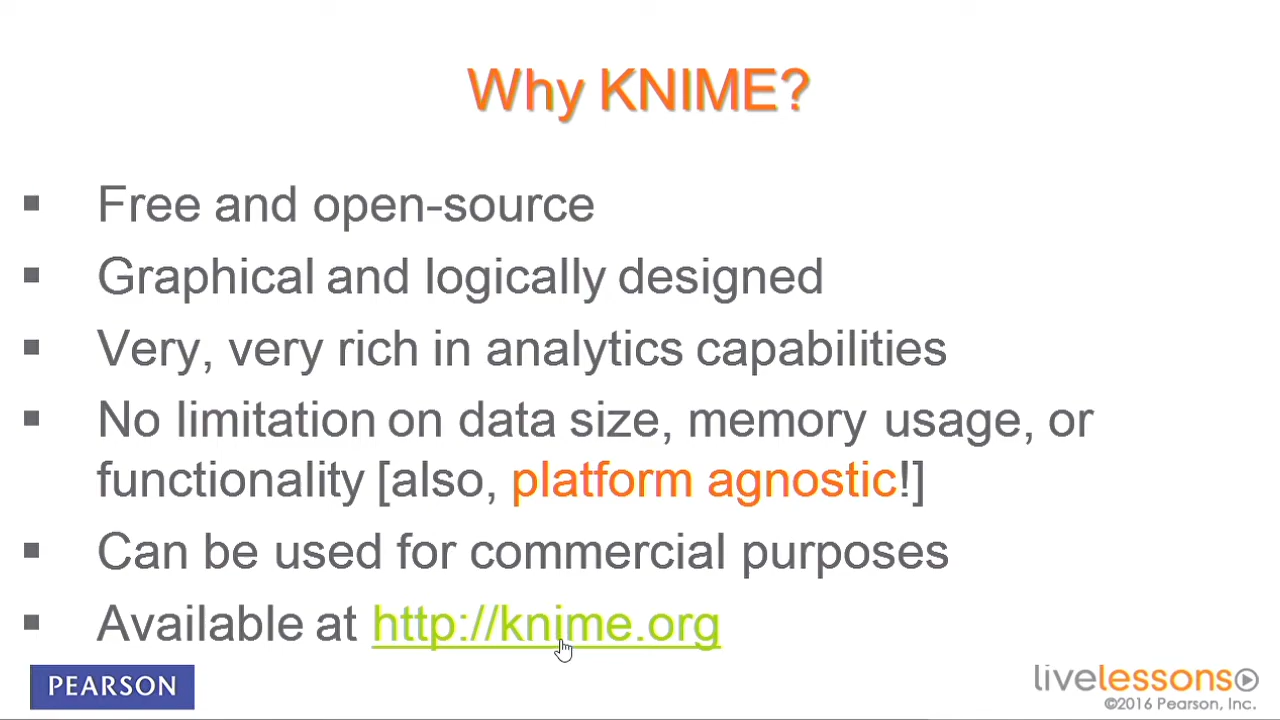 Why KNIME?
▪ Free and open-source
▪ Graphical and logically designed
▪ Very, very rich in analytics capabilities
▪ No limitation on data size, memory usage, or
functionality [also, platform agnostic!]
▪ Can be used for commercial purposes
▪ Available at http://knime.org
PEARSON
livelessons
©2016 Pearson, Inc.